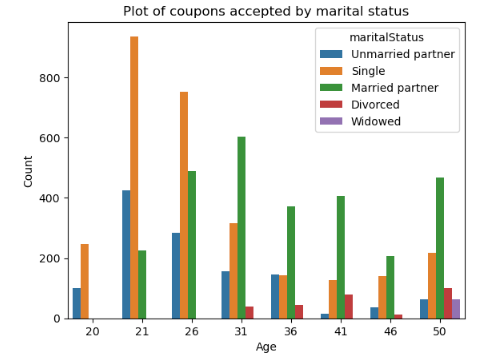 Plot of coupons accepted by marital status
maritalStatus
Unmarried partner
Single
Married partner
Divorced
Widowed
Count
800
600
400
200
0
20 21 26 31 36 41 46 50
Age